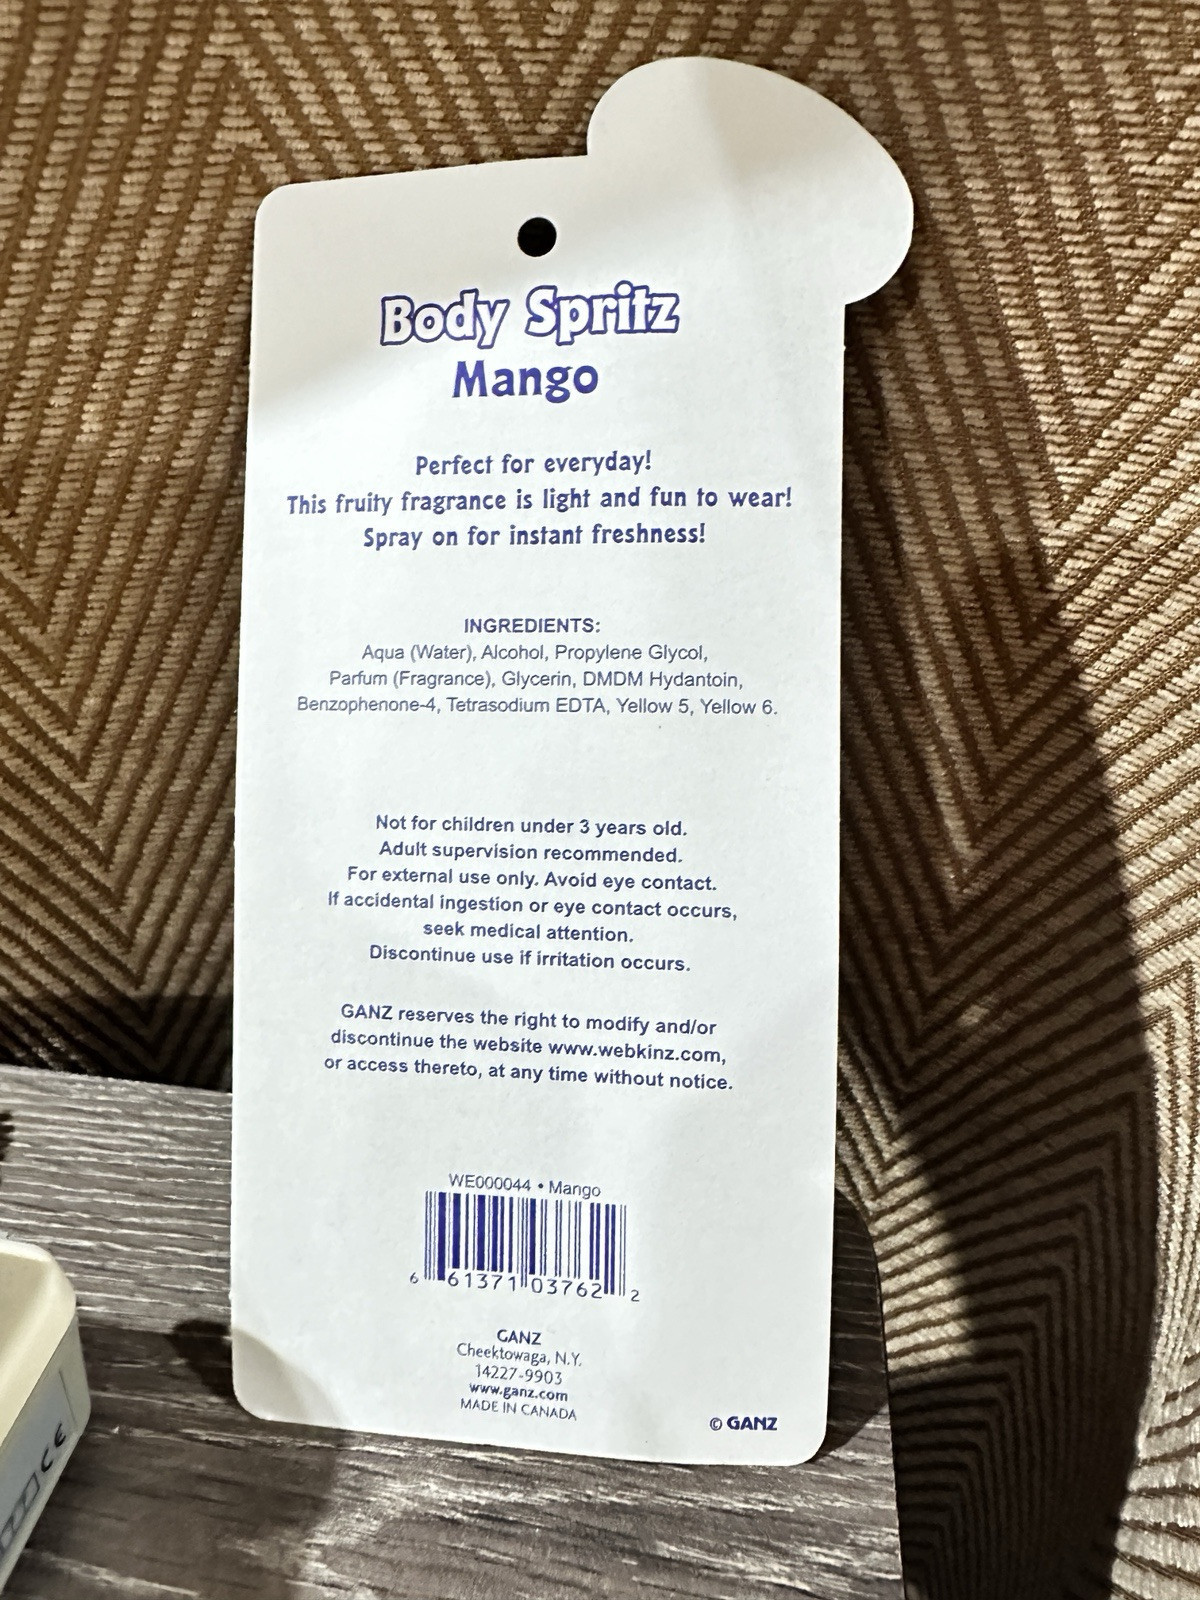 Body Spritz
Mango
Perfect for everyday!
This fruity fragrance is light and fun to wear!
Spray on for instant freshness!
INGREDIENTS:
Aqua (Water), Alcohol, Propylene Glycol,
Parfum (Fragrance), Glycerin, DMDM Hydantoin,
Benzophenone-4, Tetrasodium EDTA, Yellow 5, Yellow 6.
Not for children under 3 years old.
Adult supervision recommended.
For external use only. Avoid eye contact.
If accidental ingestion or eye contact occurs,
seek medical attention.
Discontinue use if irritation occurs.
GANZ reserves the right to modify and/or
discontinue the website www.webkinz.com,
or access thereto, at any time without notice.
WE000044 • Mango
6 61371 03762 2
GANZ
Cheektowaga, N.Y.
14227-9903
www.ganz.com
MADE IN CANADA
© GANZ
CE